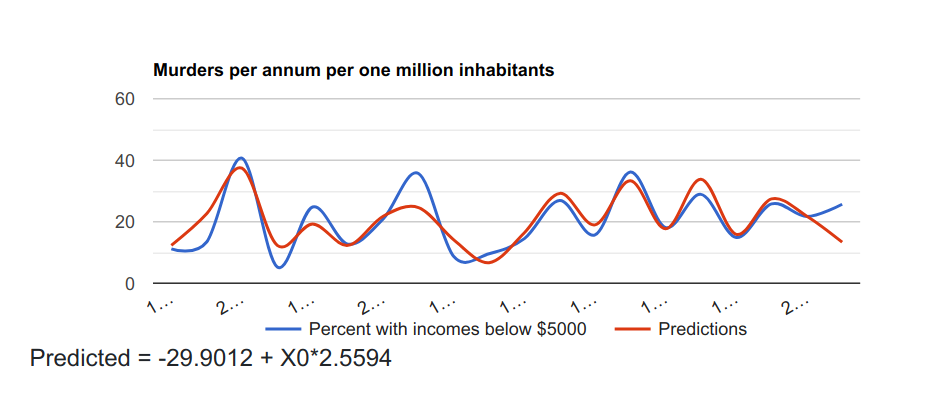 Murders per annum per one million inhabitants
60
40
20
0
1... 2... 1... 2... 1... 1... 1... 1... 1... 2...
Percent with incomes below $5000 Predictions
Predicted = -29.9012 + X0*2.5594